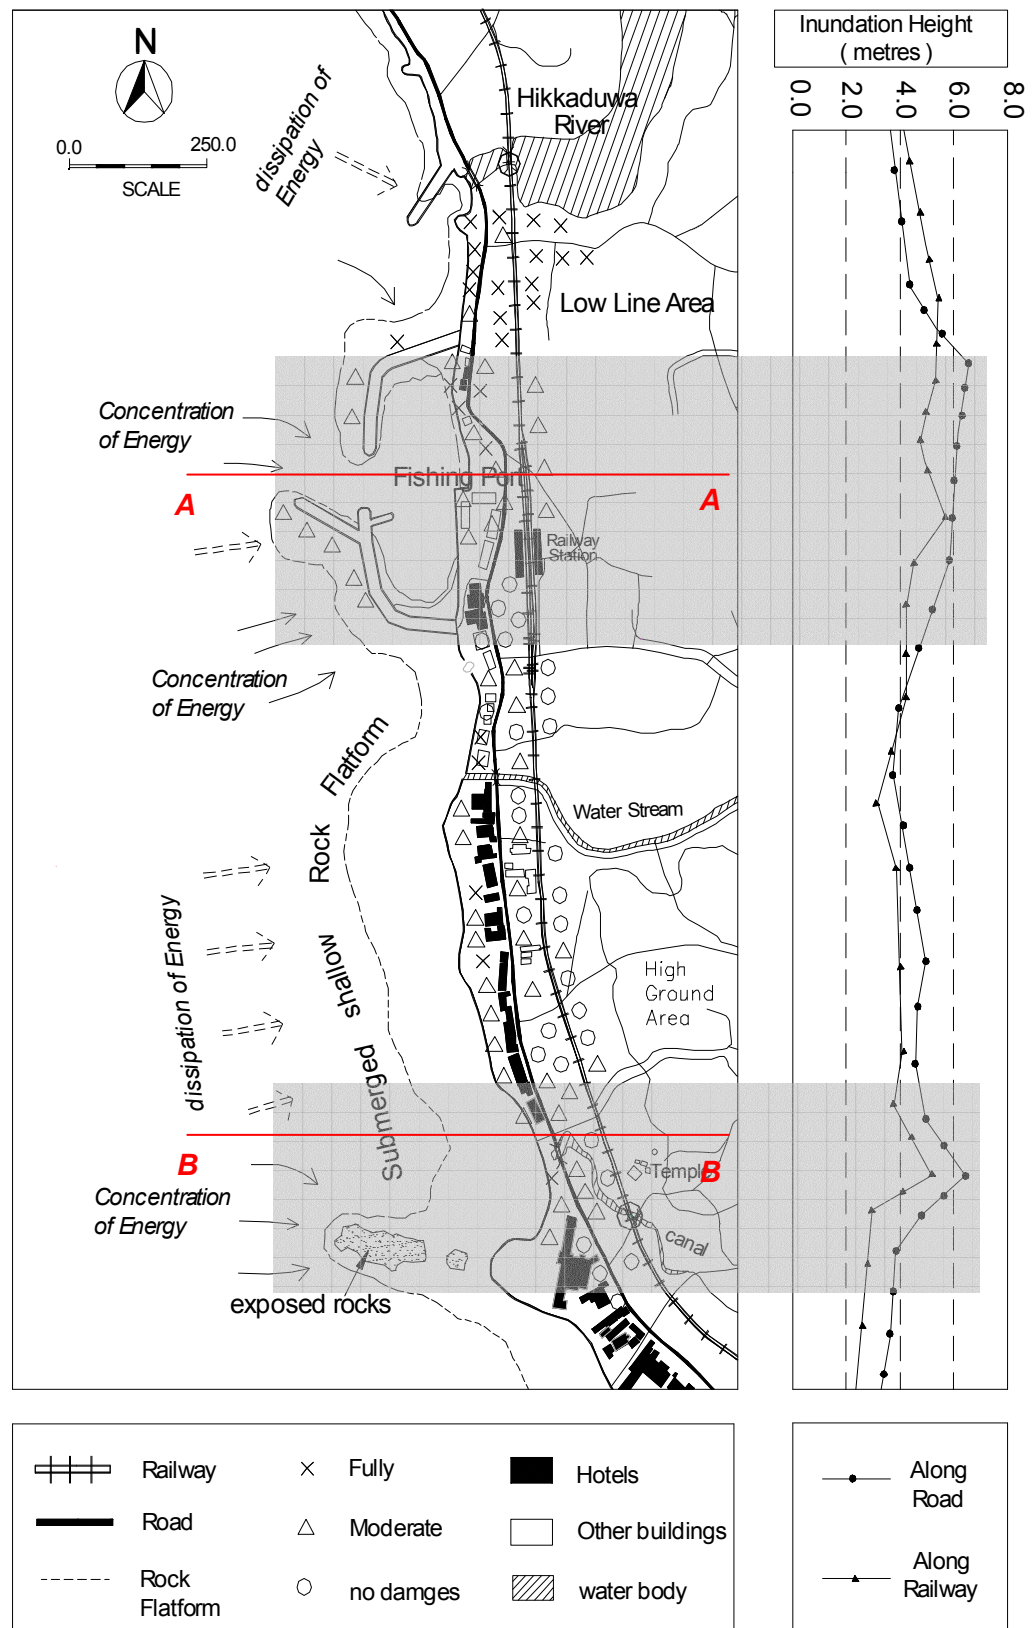 N
0.0
250.0
SCALE
dissipation of
Energy
Hikkaduwa
River
Low Line Area
Concentration
of Energy
A
A
Fishing Port
Railway
Station
Concentration
of Energy
Rock
Flatform
Submerged
shallow
Water Stream
dissipation of Energy
High
Ground
Area
B
B
Temple
Concentration
of Energy
canal
exposed rocks
Inundation Height
( metres )
0.0
2.0
4.0
6.0
8.0
Railway
Road
Rock
Flatform
Fully
Moderate
no damges
Hotels
Other buildings
water body
Along
Road
Along
Railway